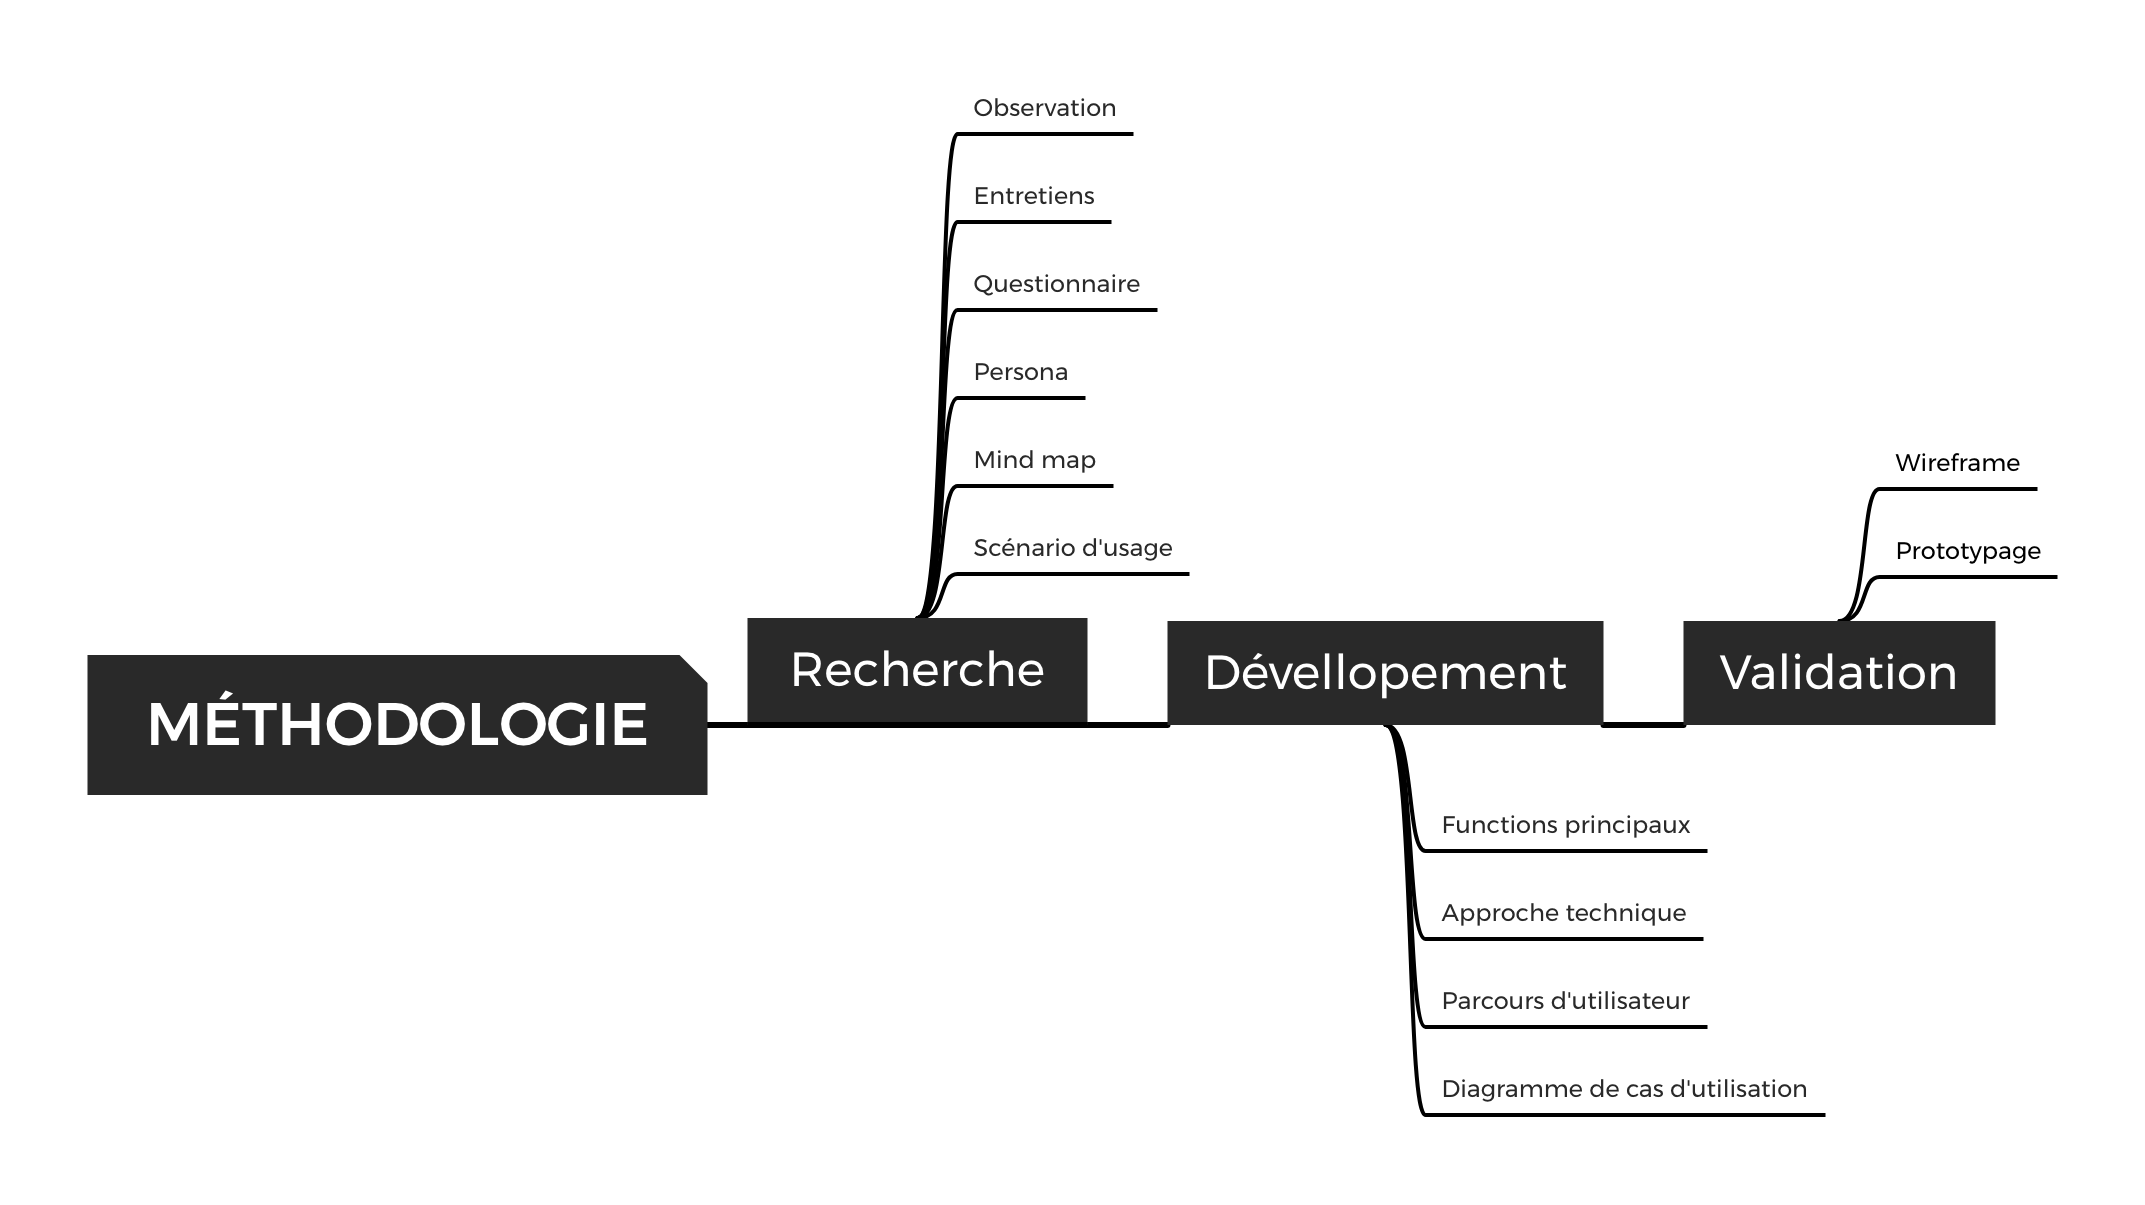 MÉTHODOLOGIE
Recherche
Observation
Entretiens
Questionnaire
Persona
Mind map
Scénario d'usage
Dévellopement
Functions principaux
Approche technique
Parcours d'utilisateur
Diagramme de cas d'utilisation
Validation
Wireframe
Prototypage